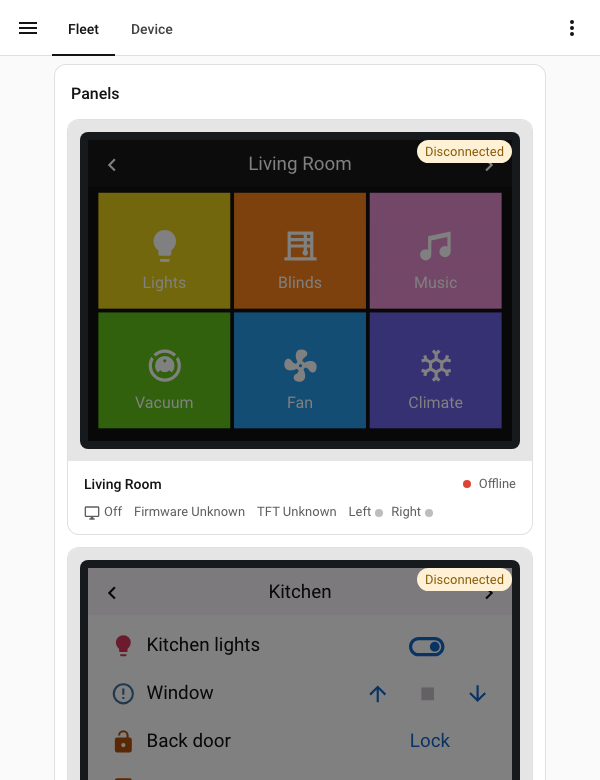 Fleet Device
Panels
Disconnected
Living Room
Lights Blinds Music
Vacuum Fan Climate
Living Room Offline
Off Firmware Unknown TFT Unknown Left Right
Disconnected
Kitchen
Kitchen lights
Window
Back door Lock